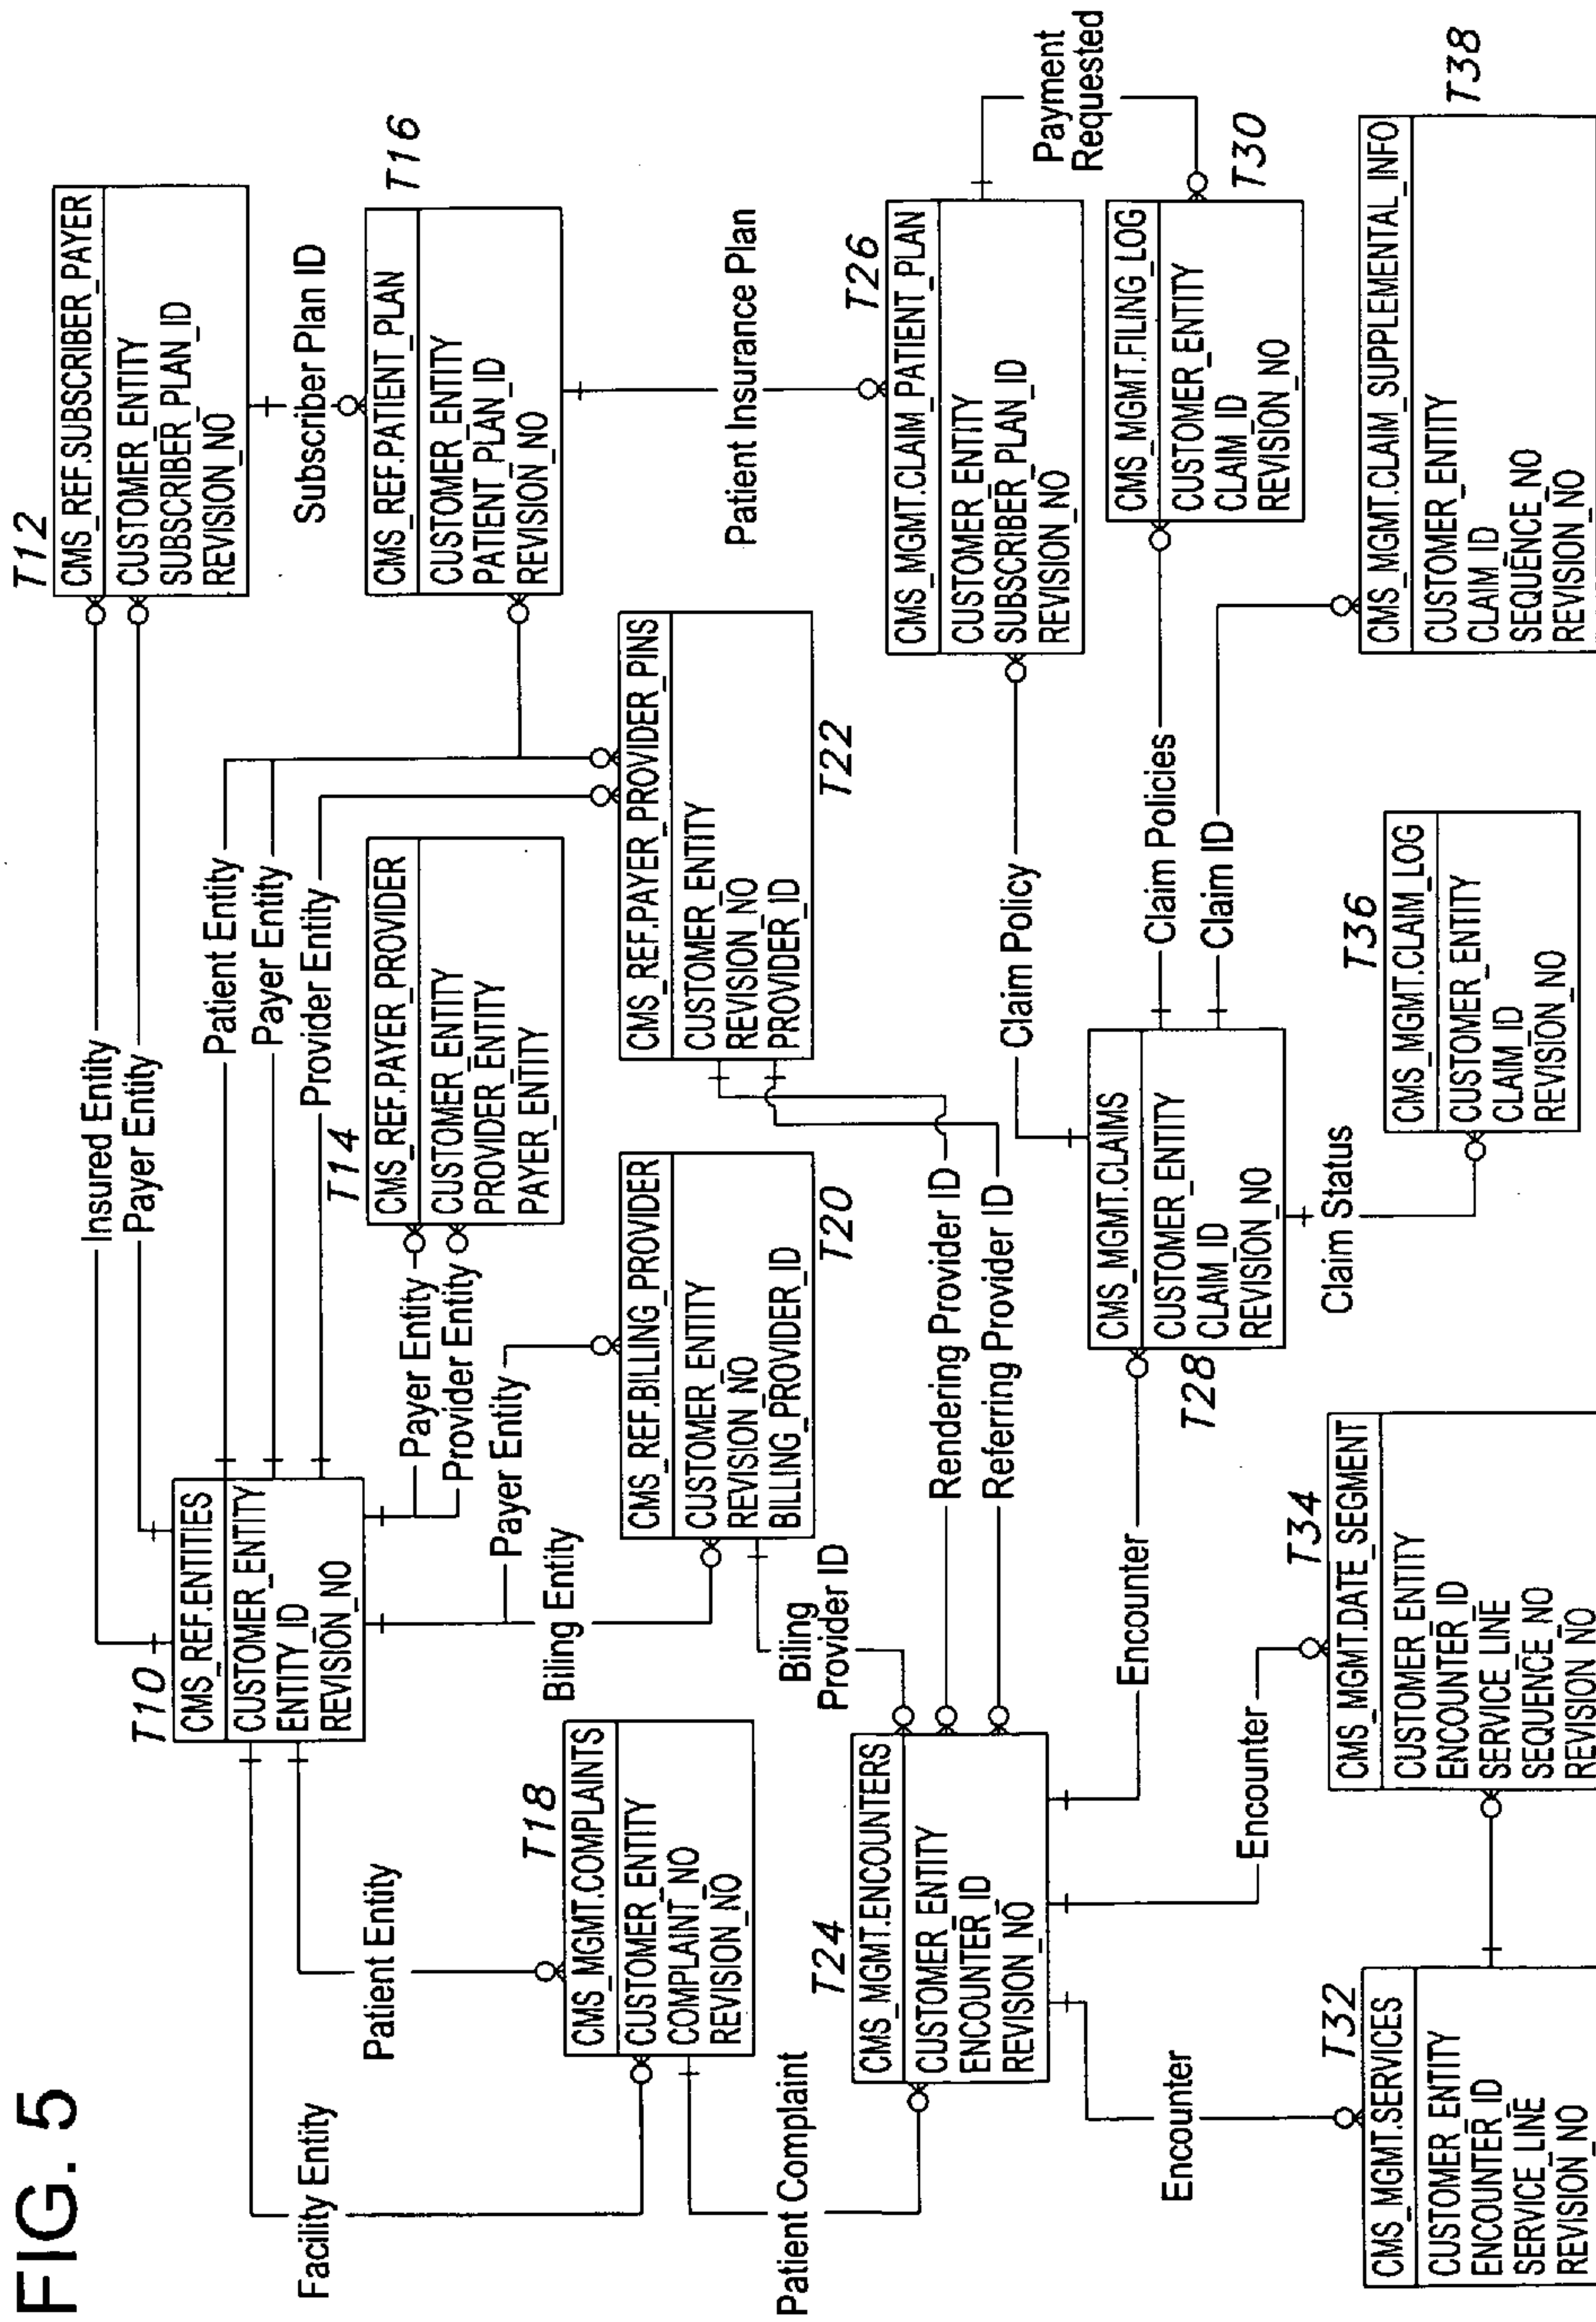 FIG. 5
T10
CMS_REF.ENTITIES
CUSTOMER_ENTITY
ENTITY_ID
REVISION_NO
Insured Entity
Payer Entity
T12
CMS_REF.SUBSCRIBER_PAYER
CUSTOMER_ENTITY
SUBSCRIBER_PLAN_ID
REVISION_NO
Subscriber Plan ID
Patient Entity
Payer Entity
Provider Entity
T16
CMS_REF.PATIENT_PLAN
CUSTOMER_ENTITY
PATIENT_PLAN_ID
REVISION_NO
T14
CMS_REF.PAYER_PROVIDER
CUSTOMER_ENTITY
PROVIDER_ENTITY
PAYER_ENTITY
Payer Entity
Provider Entity
Payer Entity
Biling Entity
Facility Entity
Patient Entity
T18
CMS_MGMT.COMPLAINTS
CUSTOMER_ENTITY
COMPLAINT_NO
REVISION_NO
CMS_REF.BILLING_PROVIDER
CUSTOMER_ENTITY
REVISION_NO
BILLING_PROVIDER_ID
T20
CMS_REF.PAYER_PROVIDER_PINS
CUSTOMER_ENTITY
REVISION_NO
PROVIDER_ID
T22
Patient Insurance Plan
Patient Complaint
Biling
Provider ID
Rendering Provider ID
Referring Provider ID
T24
CMS_MGMT.ENCOUNTERS
CUSTOMER_ENTITY
ENCOUNTER_ID
REVISION_NO
T26
CMS_MGMT.CLAIM_PATIENT_PLAN
CUSTOMER_ENTITY
SUBSCRIBER_PLAN_ID
REVISION_NO
Payment
Requested
Claim Policy
Encounter
CMS_MGMT.CLAIMS
CUSTOMER_ENTITY
CLAIM_ID
REVISION_NO
T28
Claim Policies
Claim ID
CMS_MGMT.FILING_LOG
CUSTOMER_ENTITY
CLAIM_ID
REVISION_NO
T30
Encounter
Encounter
Claim Status
T32
CMS_MGMT.SERVICES
CUSTOMER_ENTITY
ENCOUNTER_ID
SERVICE_LINE
REVISION_NO
T34
CMS_MGMT.DATE_SEGMENT
CUSTOMER_ENTITY
ENCOUNTER_ID
SERVICE LINE
SEQUENCE_NO
REVISION_NO
T36
CMS_MGMT.CLAIM_LOG
CUSTOMER_ENTITY
CLAIM_ID
REVISION_NO
CMS_MGMT.CLAIM_SUPPLEMENTAL_INFO
CUSTOMER_ENTITY
CLAIM_ID
SEQUENCE_NO
REVISION_NO
T38